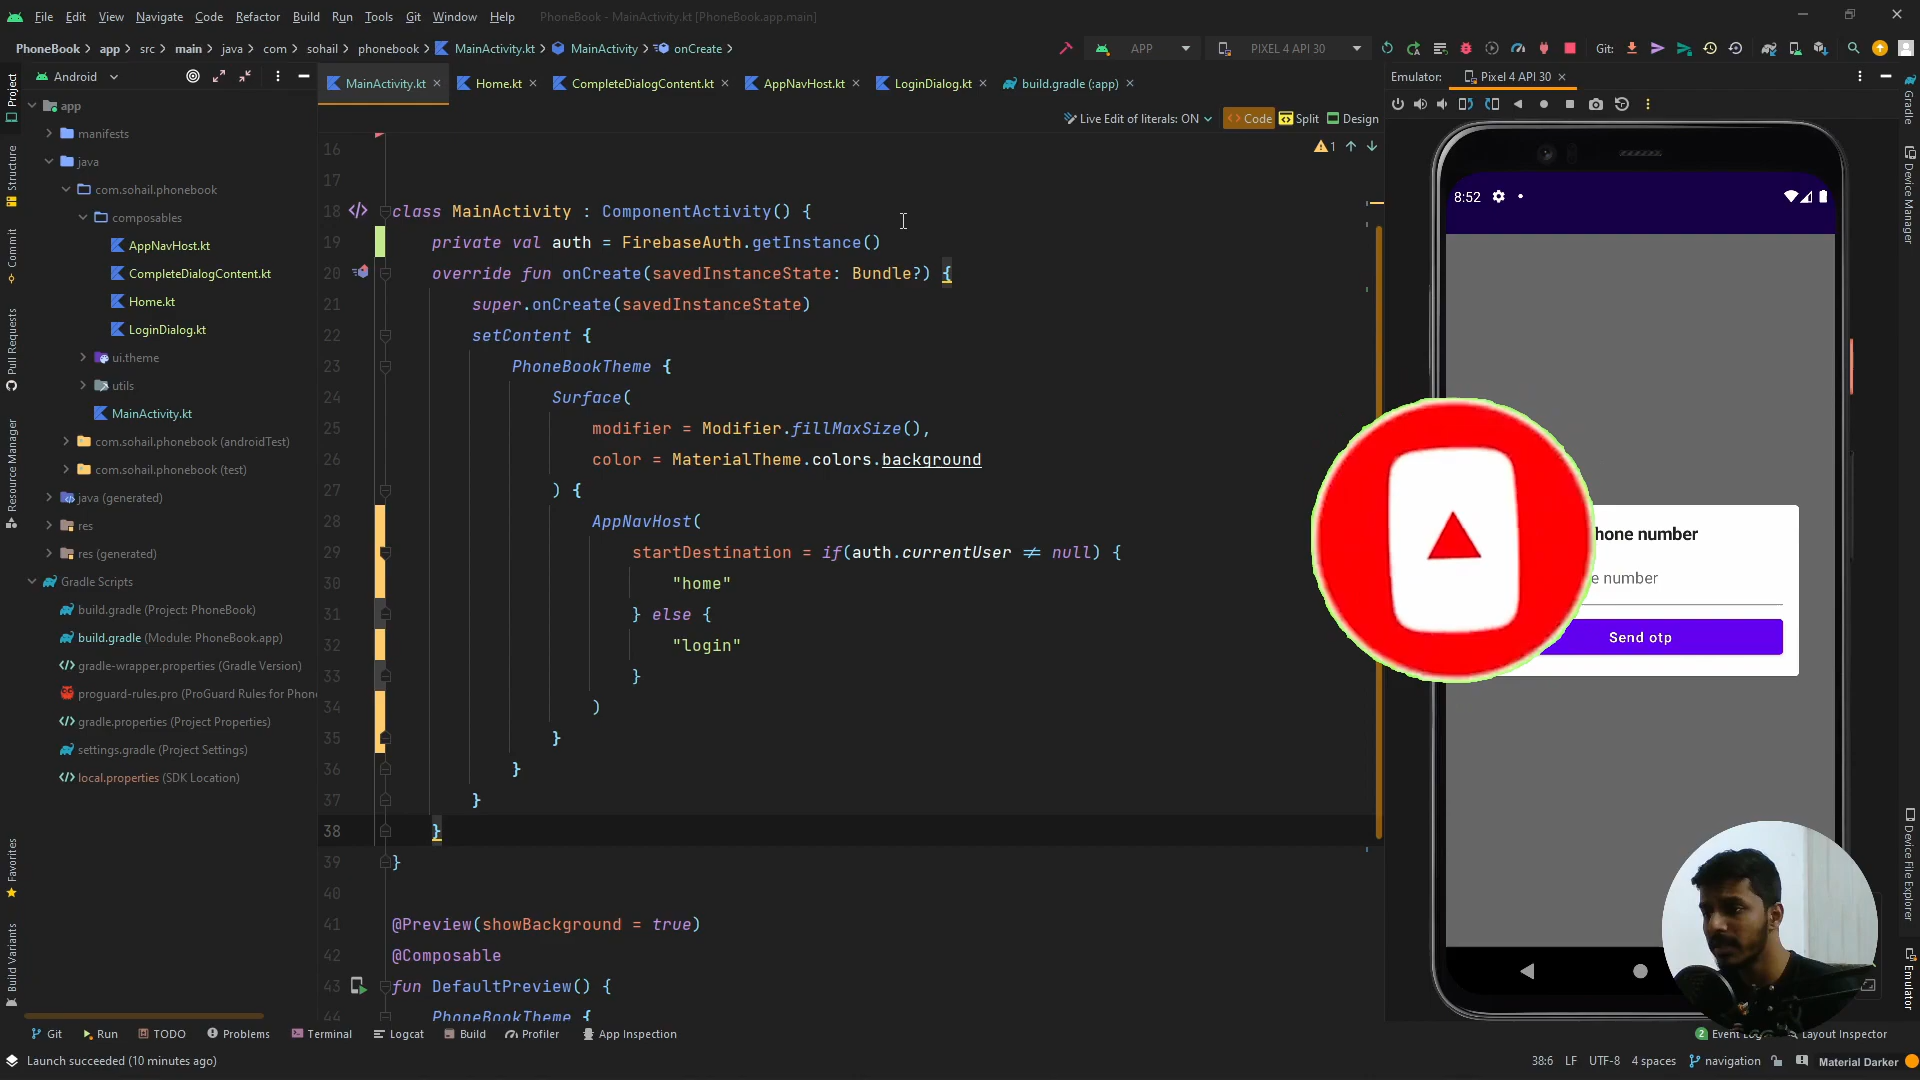 File Edit View Navigate Code Refactor Build Run Tools Git Window Help PhoneBook - MainActivity.kt [PhoneBook.app.main]
PhoneBook app src main java com sohail phonebook MainActivity.kt MainActivity onCreate APP PIXEL 4 API 30 Git:
Android
MainActivity.kt Home.kt CompleteDialogContent.kt AppNavHost.kt LoginDialog.kt build.gradle (:app)
Emulator: Pixel 4 API 30
Live Edit of literals: ON Code Split Design
1
Project
Structure
Commit
Pull Requests
Resource Manager
Favorites
Build Variants
app
manifests
java
com.sohail.phonebook
composables
AppNavHost.kt
CompleteDialogContent.kt
Home.kt
LoginDialog.kt
ui.theme
utils
MainActivity.kt
com.sohail.phonebook (androidTest)
com.sohail.phonebook (test)
java (generated)
res
res (generated)
Gradle Scripts
build.gradle (Project: PhoneBook)
build.gradle (Module: PhoneBook.app)
gradle-wrapper.properties (Gradle Version)
proguard-rules.pro (ProGuard Rules for Phon
gradle.properties (Project Properties)
settings.gradle (Project Settings)
local.properties (SDK Location)
16
17
18 class MainActivity : ComponentActivity() {
19 private val auth = FirebaseAuth.getInstance()
20 override fun onCreate(savedInstanceState: Bundle?) {
21 super.onCreate(savedInstanceState)
22 setContent {
23 PhoneBookTheme {
24 Surface(
25 modifier = Modifier.fillMaxSize(),
26 color = MaterialTheme.colors.background
27 ) {
28 AppNavHost(
29 startDestination = if(auth.currentUser ≠ null) {
30 "home"
31 } else {
32 "login"
33 }
34 )
35 }
36 }
37 }
38 }
39 }
40
41 @Preview(showBackground = true)
42 @Composable
43 fun DefaultPreview() {
44 PhoneBookTheme {
8:52
hone number
e number
Send otp
Gradle
Device Manager
Device File Explorer
Emulator
Git Run TODO Problems Terminal Logcat Build Profiler App Inspection 2 Event Layout Inspector
Launch succeeded (10 minutes ago) 38:6 LF UTF-8 4 spaces navigation Material Darker